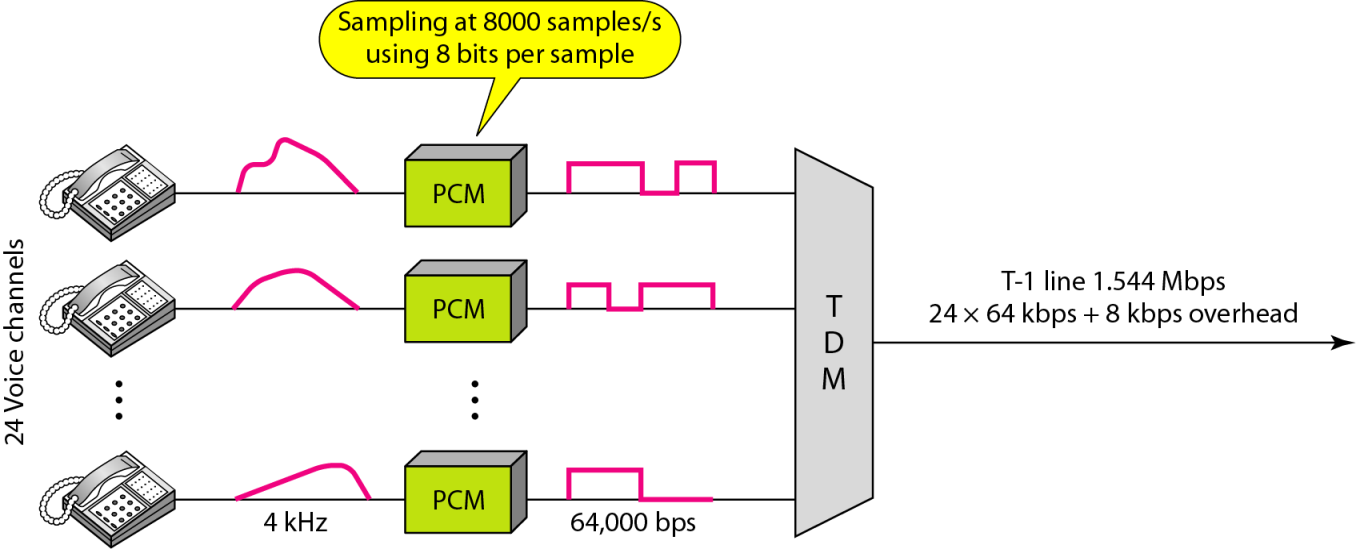 Sampling at 8000 samples/s
using 8 bits per sample
PCM
PCM
PCM
24 Voice channels
4 kHz
64,000 bps
T
D
M
T-1 line 1.544 Mbps
24 × 64 kbps + 8 kbps overhead